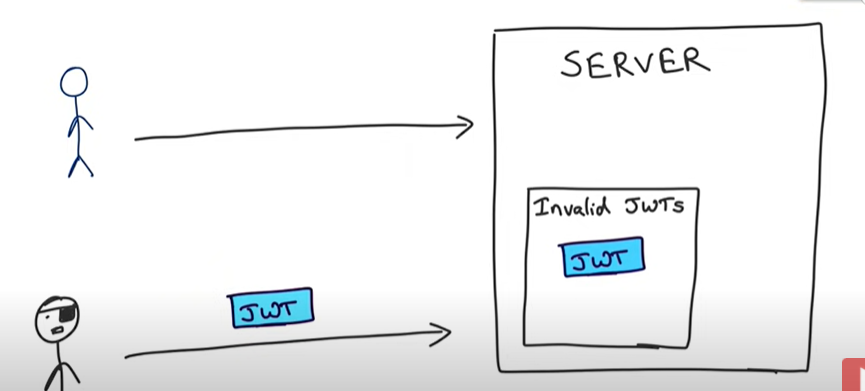 SERVER
Invalid JWTs
JWT
JWT